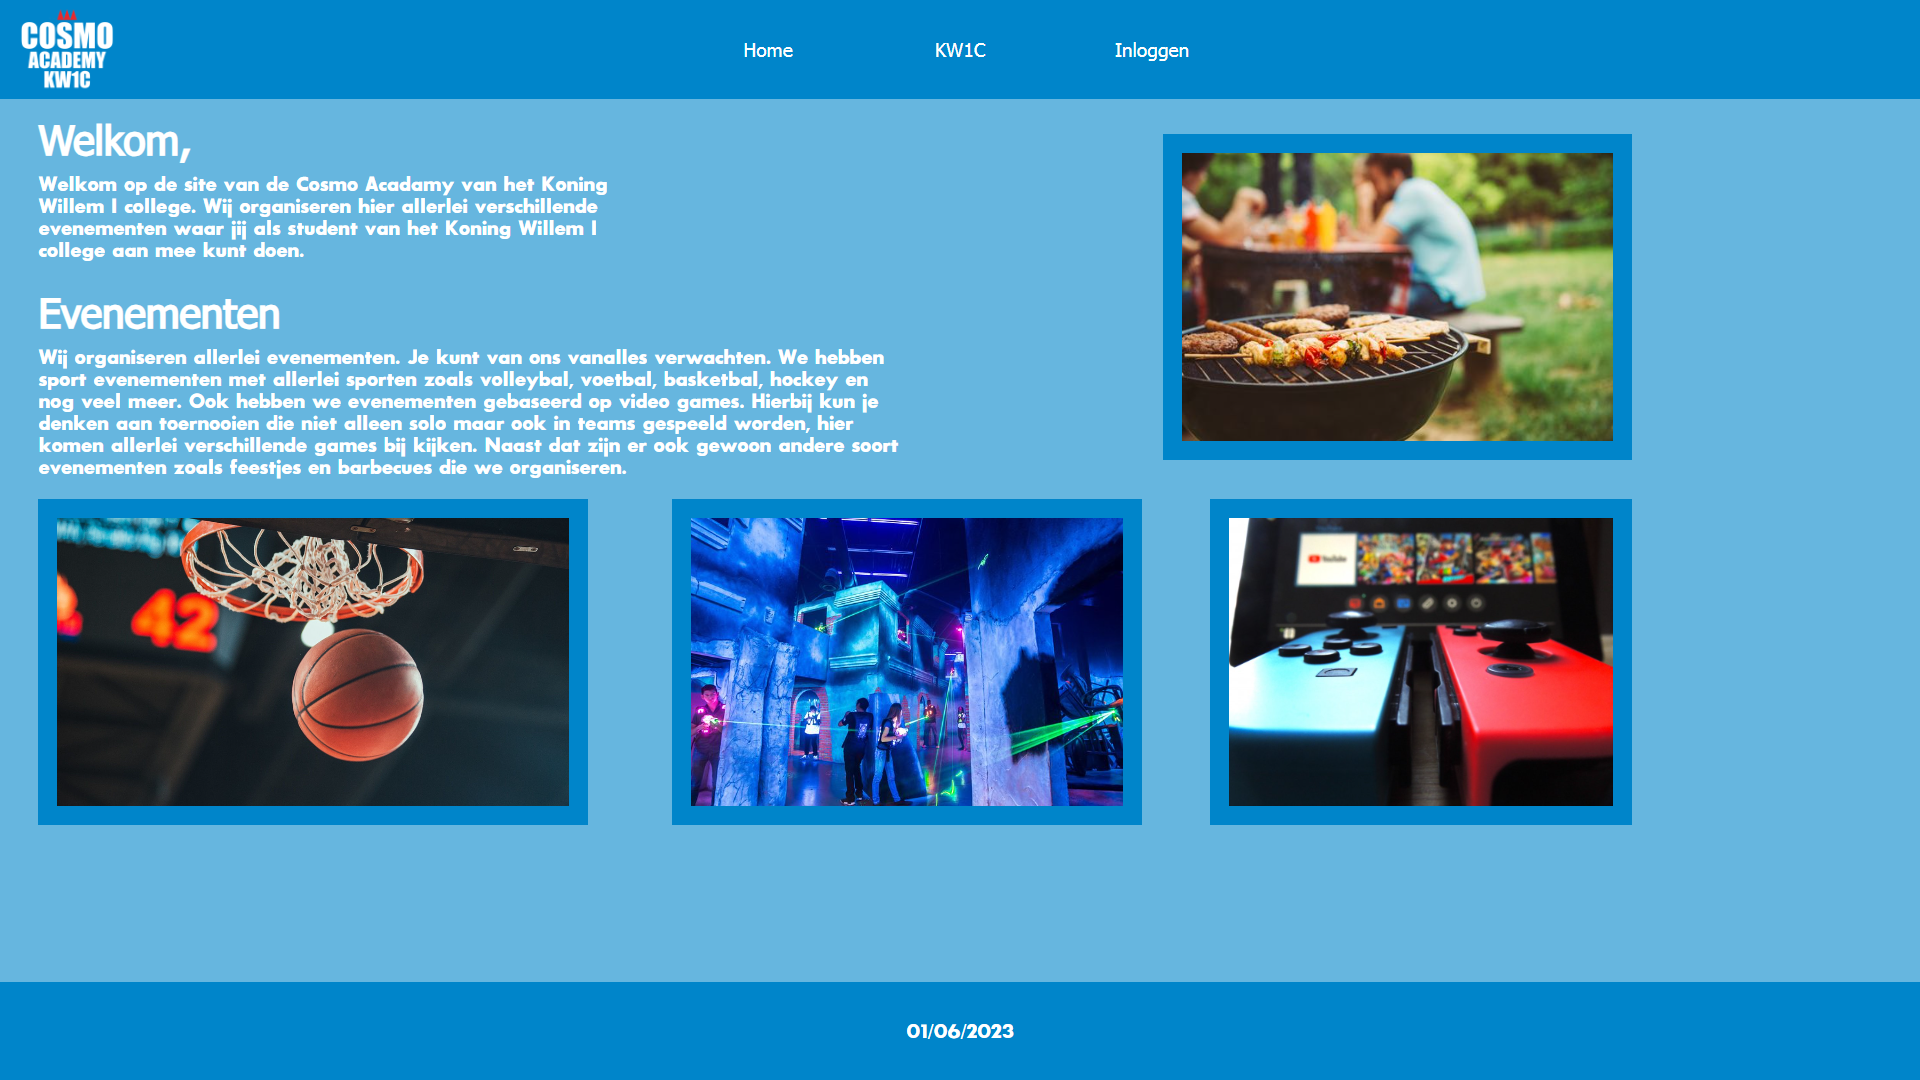 COSMO
ACADEMY
KW1C
Home
KW1C
Inloggen
Welkom,
Welkom op de site van de Cosmo Acadamy van het Koning
Willem I college. Wij organiseren hier allerlei verschillende
evenementen waar jij als student van het Koning Willem I
college aan mee kunt doen.
Evenementen
Wij organiseren allerlei evenementen. Je kunt van ons vanalles verwachten. We hebben
sport evenementen met allerlei sporten zoals volleybal, voetbal, basketbal, hockey en
nog veel meer. Ook hebben we evenementen gebaseerd op video games. Hierbij kun je
denken aan toernooien die niet alleen solo maar ook in teams gespeeld worden, hier
komen allerlei verschillende games bij kijken. Naast dat zijn er ook gewoon andere soort
evenementen zoals feestjes en barbecues die we organiseren.
42
YouTube
01/06/2023